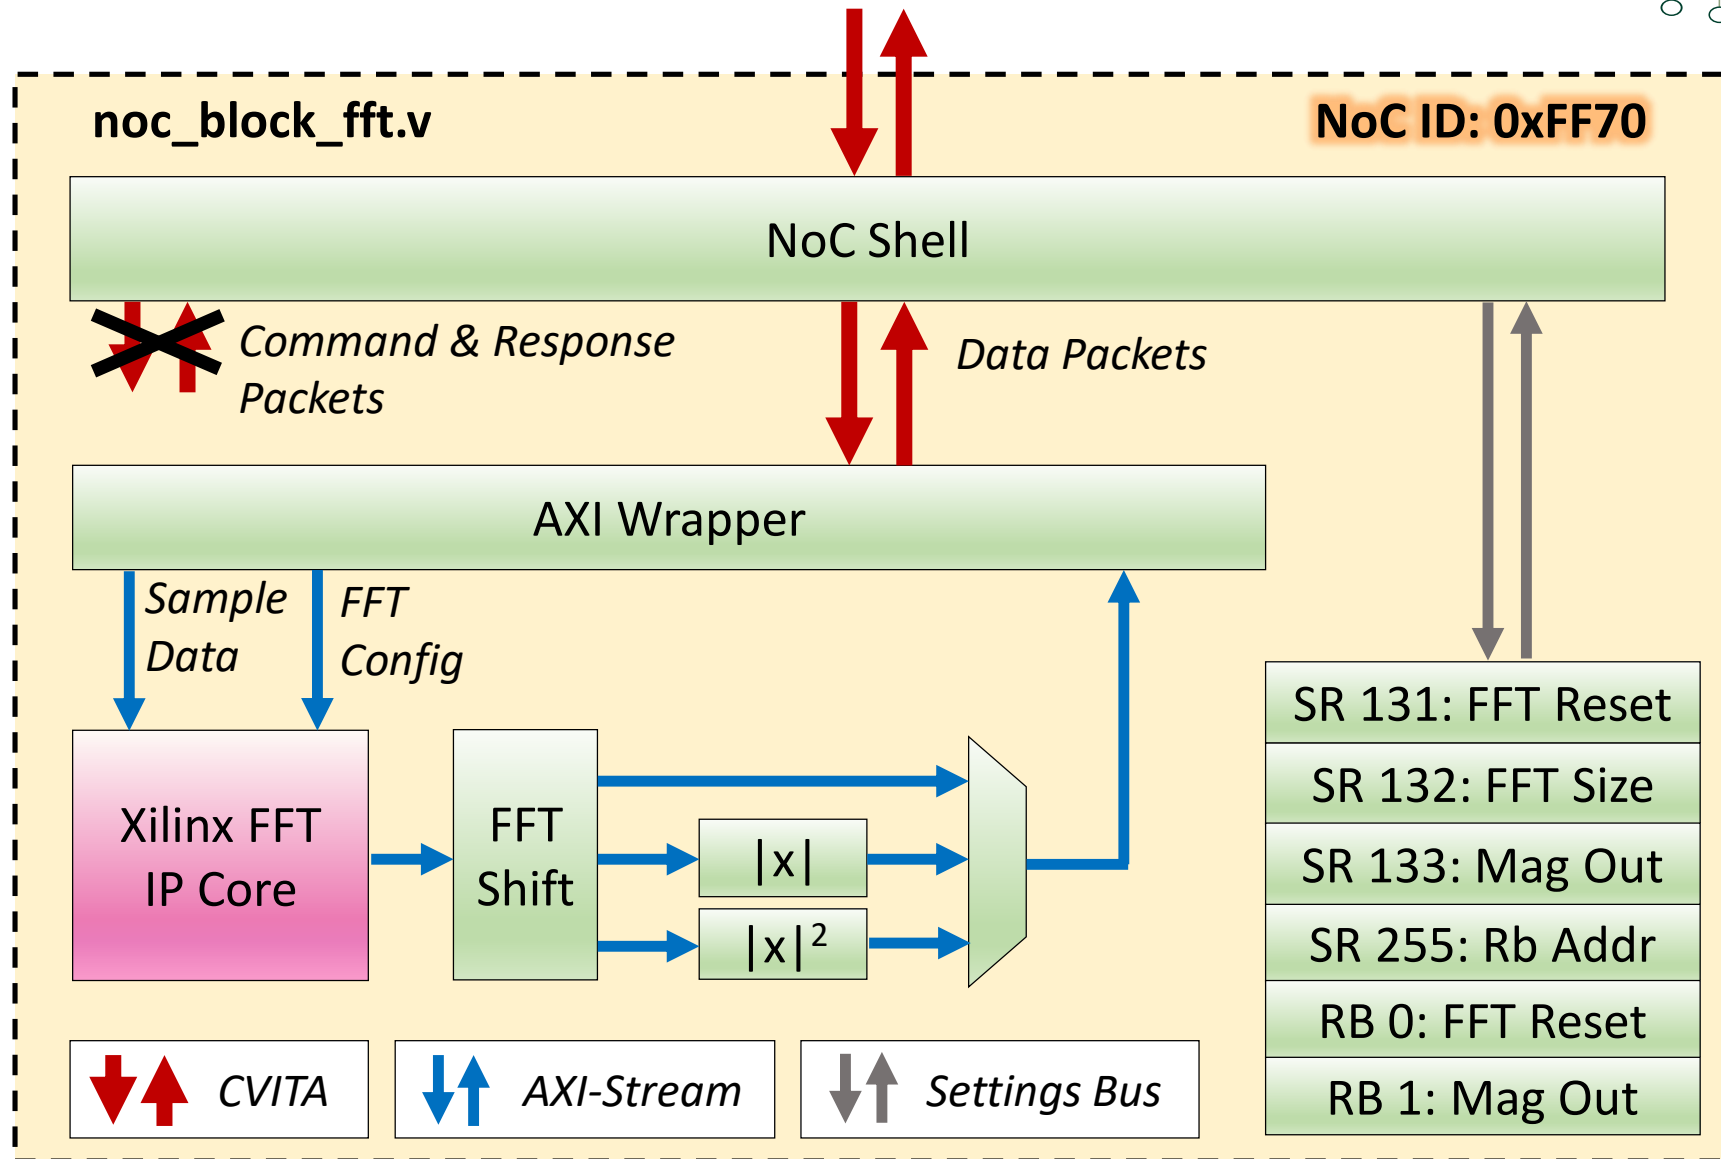 noc_block_fft.v
NoC ID: 0xFF70
NoC Shell
Command & Response
Packets
Data Packets
AXI Wrapper
Sample
Data
FFT
Config
Xilinx FFT
IP Core
FFT
Shift
|x|
|x|²
SR 131: FFT Reset
SR 132: FFT Size
SR 133: Mag Out
SR 255: Rb Addr
RB 0: FFT Reset
RB 1: Mag Out
CVITA
AXI-Stream
Settings Bus